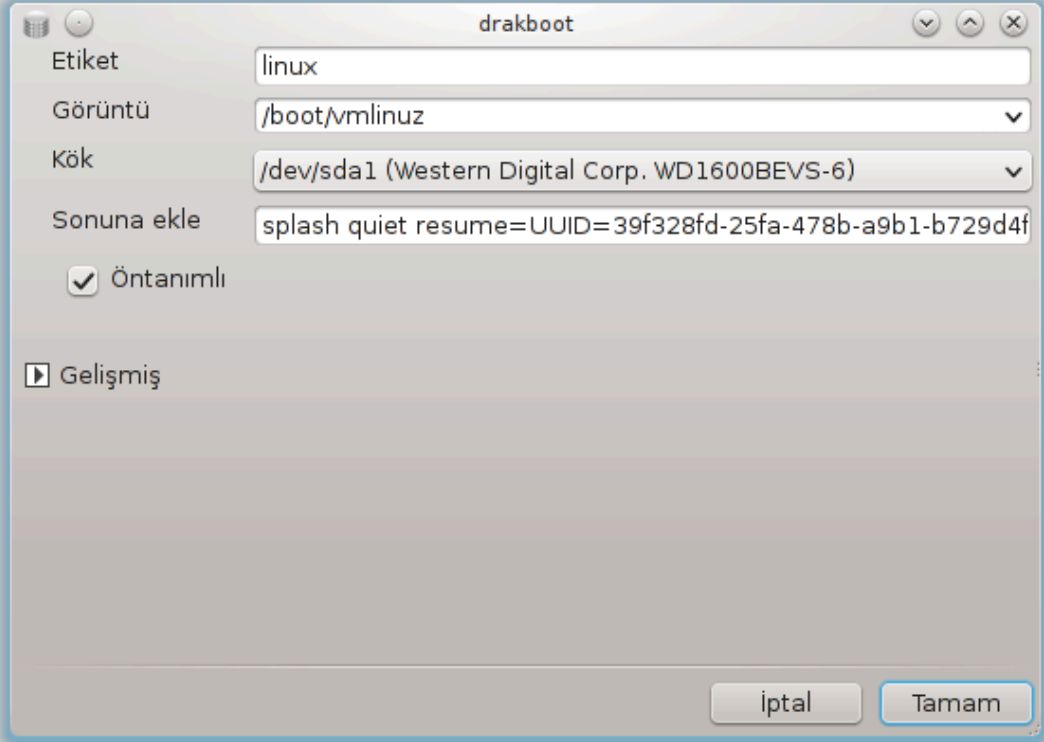 drakboot
Etiket linux
Görüntü /boot/vmlinuz
Kök /dev/sda1 (Western Digital Corp. WD1600BEVS-6)
Sonuna ekle splash quiet resume=UUID=39f328fd-25fa-478b-a9b1-b729d4f
Öntanımlı
Gelişmiş
İptal Tamam